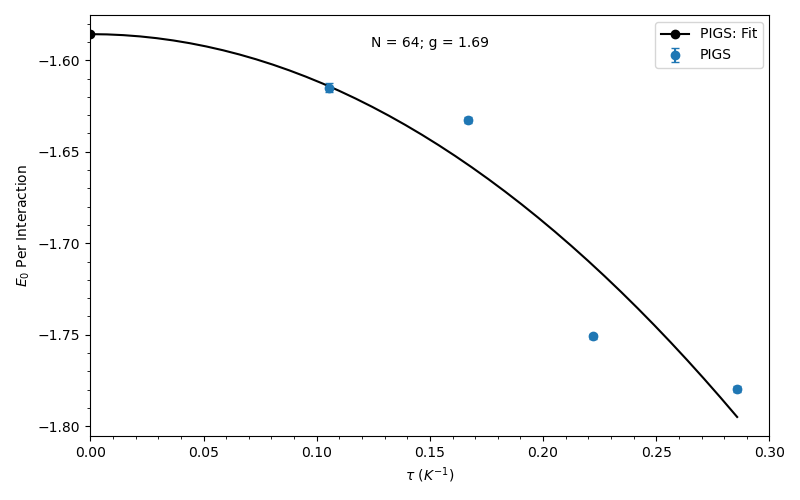 N = 64; g = 1.69
PIGS: Fit
PIGS
E₀ Per Interaction
−1.60
−1.65
−1.70
−1.75
−1.80
0.00 0.05 0.10 0.15 0.20 0.25 0.30
τ (K⁻¹)